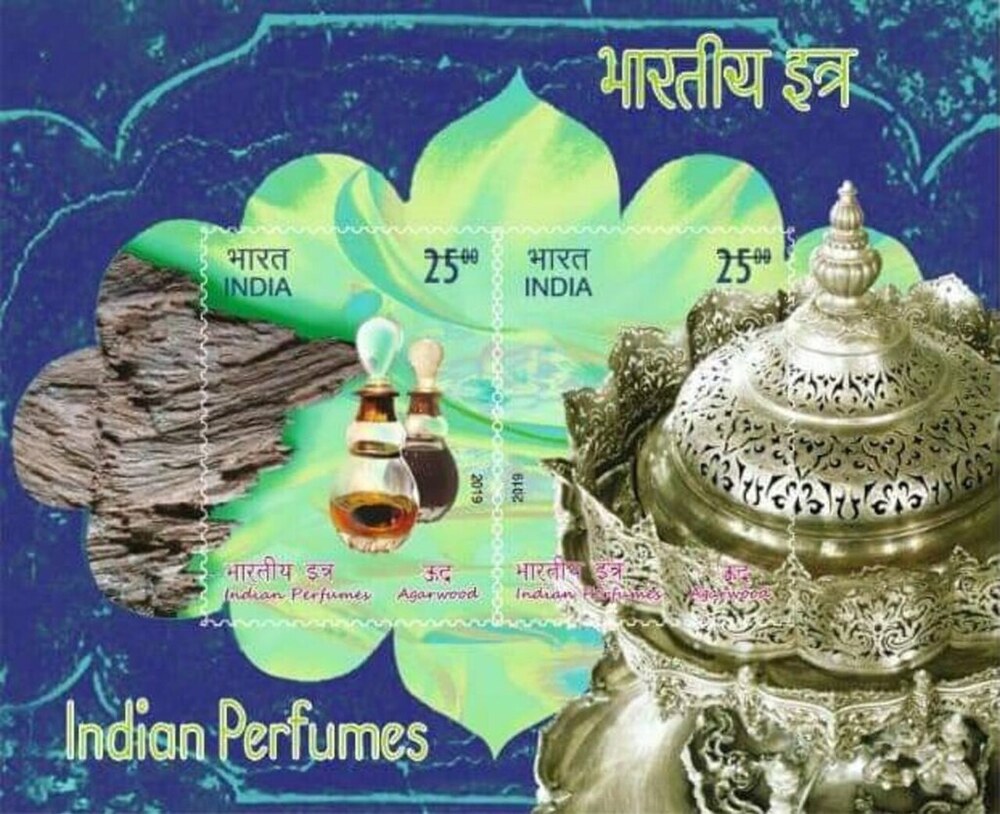 भारतीय इत्र
भारत
INDIA
2500
भारत
INDIA
2500
2019
2019
भारतीय इत्र
Indian Perfumes
ऊद
Agarwood
भारतीय इत्र
Indian Perfumes
ऊद
Agarwood
Indian Perfumes